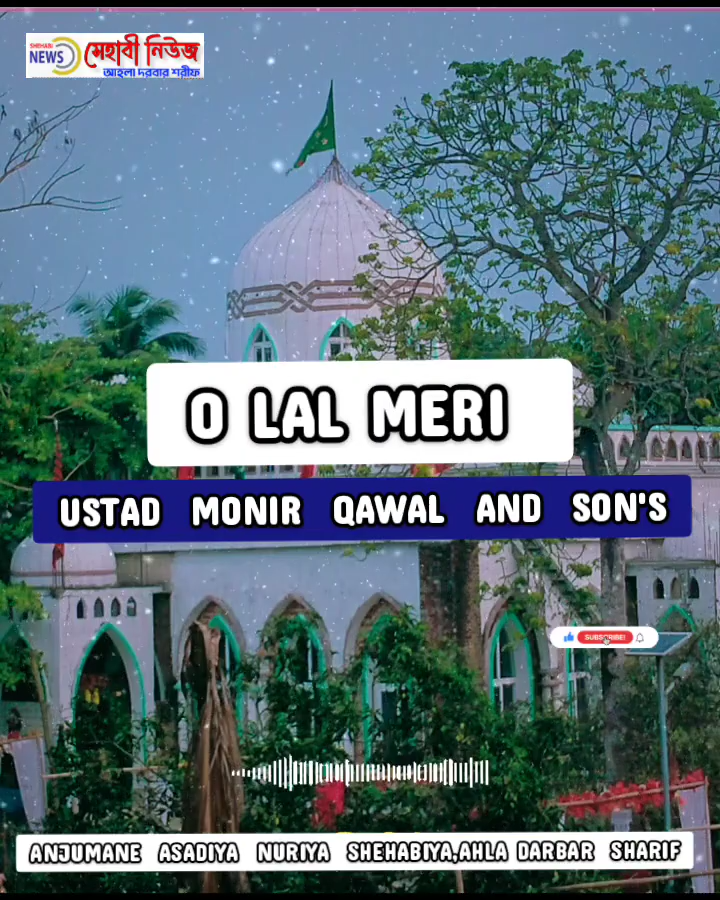 SHEHABI
NEWS
সেহাবী নিউজ
আহলা দরবার শরীফ
O LAL MERI
USTAD MONIR QAWAL AND SON'S
SUBSCRIBE!
ANJUMANE ASADIYA NURIYA SHEHABIYA,AHLA DARBAR SHARIF